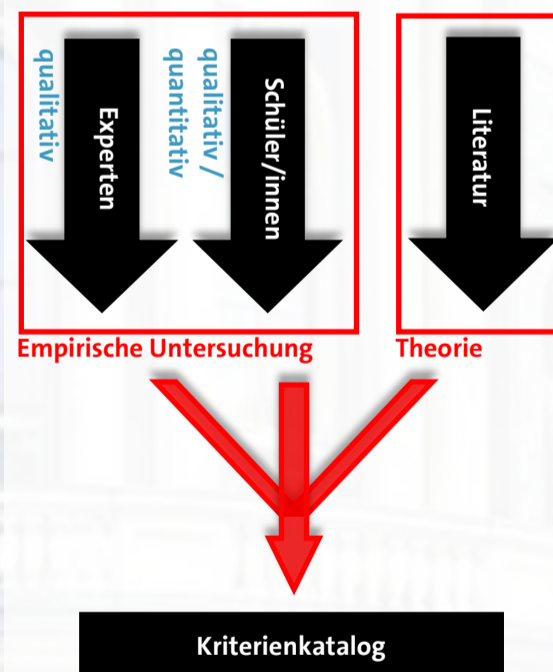 qualitativ
Experten
qualitativ /
quantitativ
Schüler/innen
Literatur
Empirische Untersuchung
Theorie
Kriterienkatalog